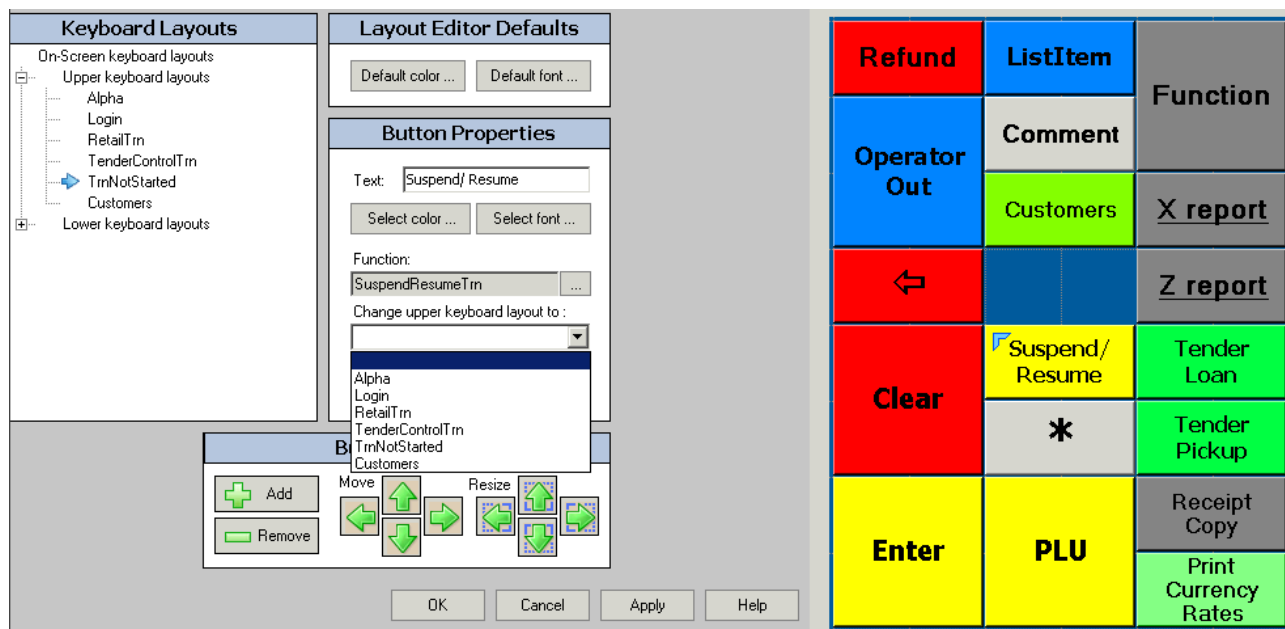 Keyboard Layouts
On-Screen keyboard layouts
Upper keyboard layouts
Alpha
Login
RetailTrn
TenderControlTrn
TrnNotStarted
Customers
Lower keyboard layouts
Layout Editor Defaults
Default color ...
Default font ...
Button Properties
Text:
Suspend/ Resume
Select color ...
Select font ...
Function:
SuspendResumeTrn
...
Change upper keyboard layout to :
Alpha
Login
RetailTrn
TenderControlTrn
TrnNotStarted
Customers
Add
Remove
Move
Resize
OK
Cancel
Apply
Help
Refund
ListItem
Function
Operator
Out
Comment
Customers
X report
Z report
Clear
Suspend/
Resume
Tender
Loan
*
Tender
Pickup
Enter
PLU
Receipt
Copy
Print
Currency
Rates